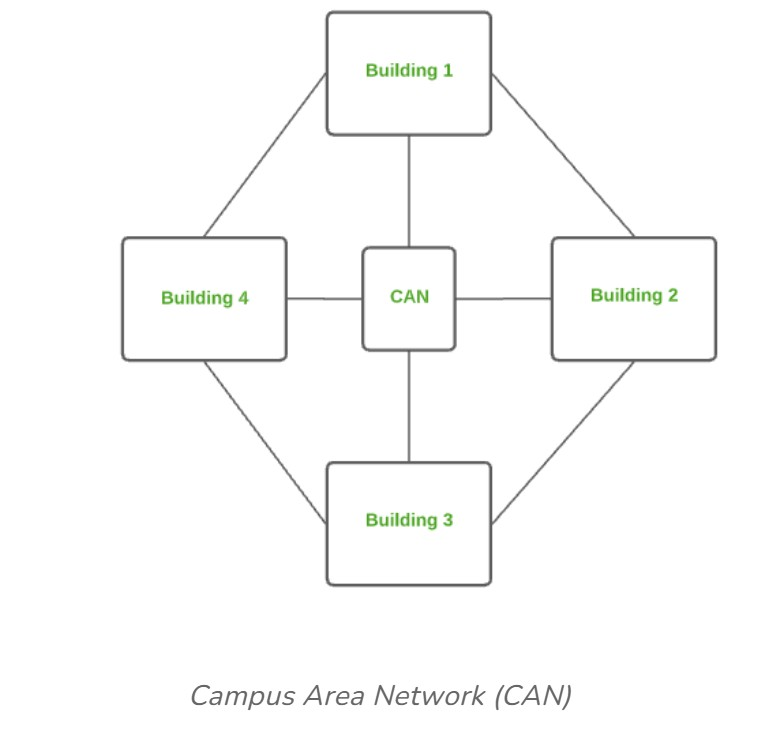 Building 1
Building 4
CAN
Building 2
Building 3
Campus Area Network (CAN)